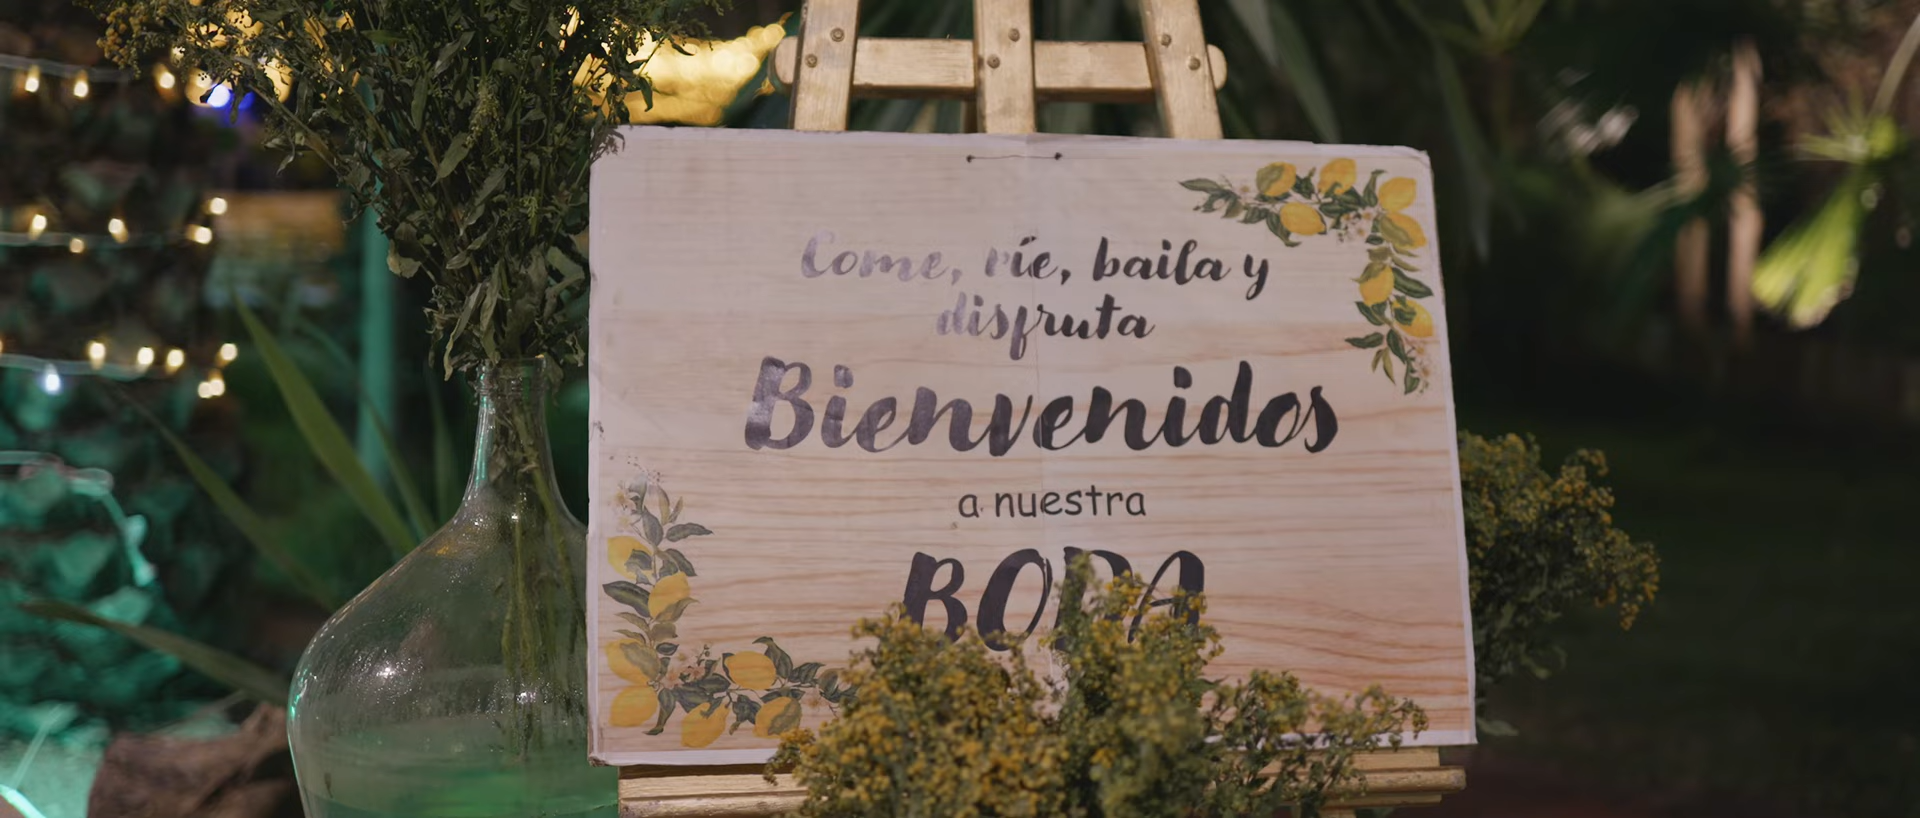 Come, ríe, baila y
disfruta
Bienvenidos
a nuestra
BODA